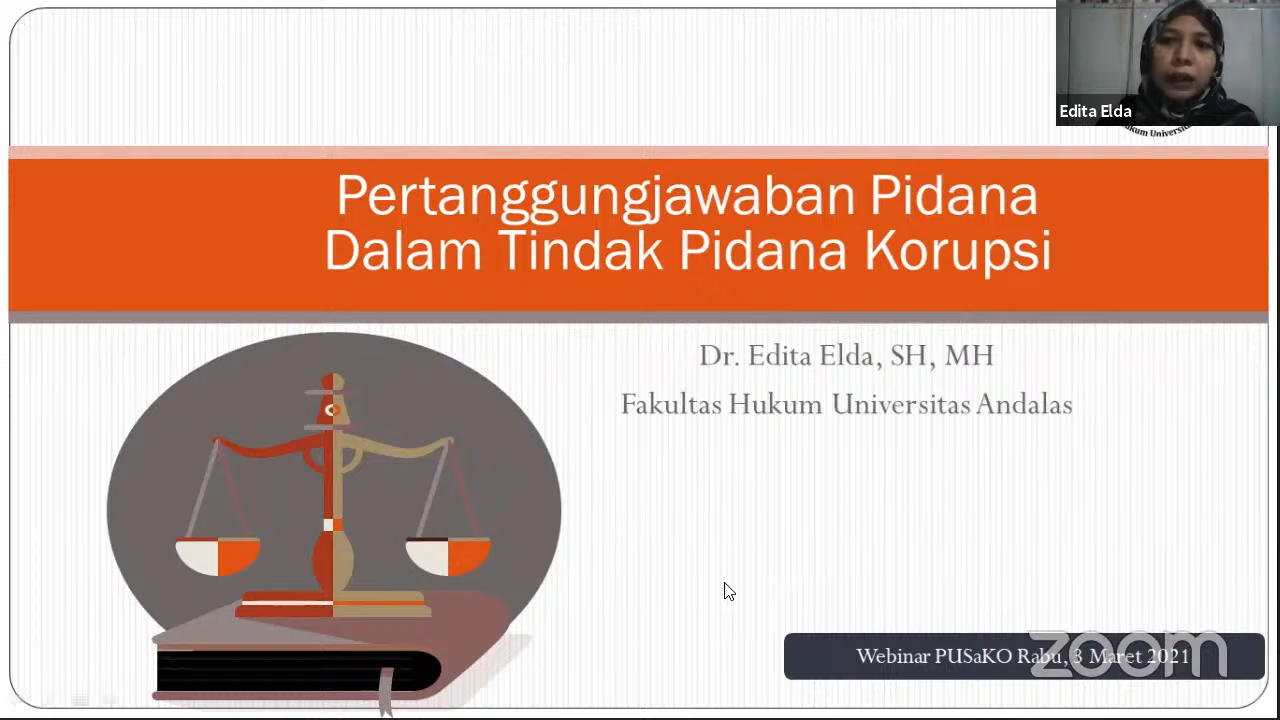 Edita Elda
Pertanggungjawaban Pidana
Dalam Tindak Pidana Korupsi
Dr. Edita Elda, SH, MH
Fakultas Hukum Universitas Andalas
Webinar PUSaKO Rabu, 3 Maret 2021
zoom